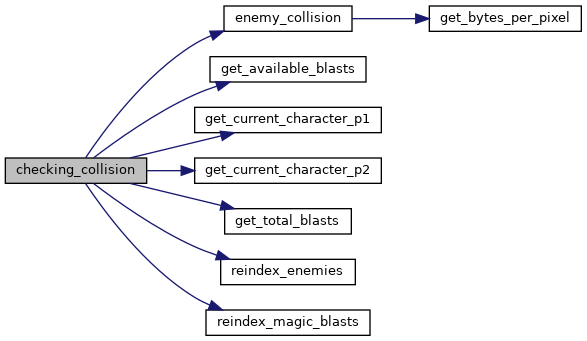 enemy_collision
get_bytes_per_pixel
get_available_blasts
get_current_character_p1
checking_collision
get_current_character_p2
get_total_blasts
reindex_enemies
reindex_magic_blasts